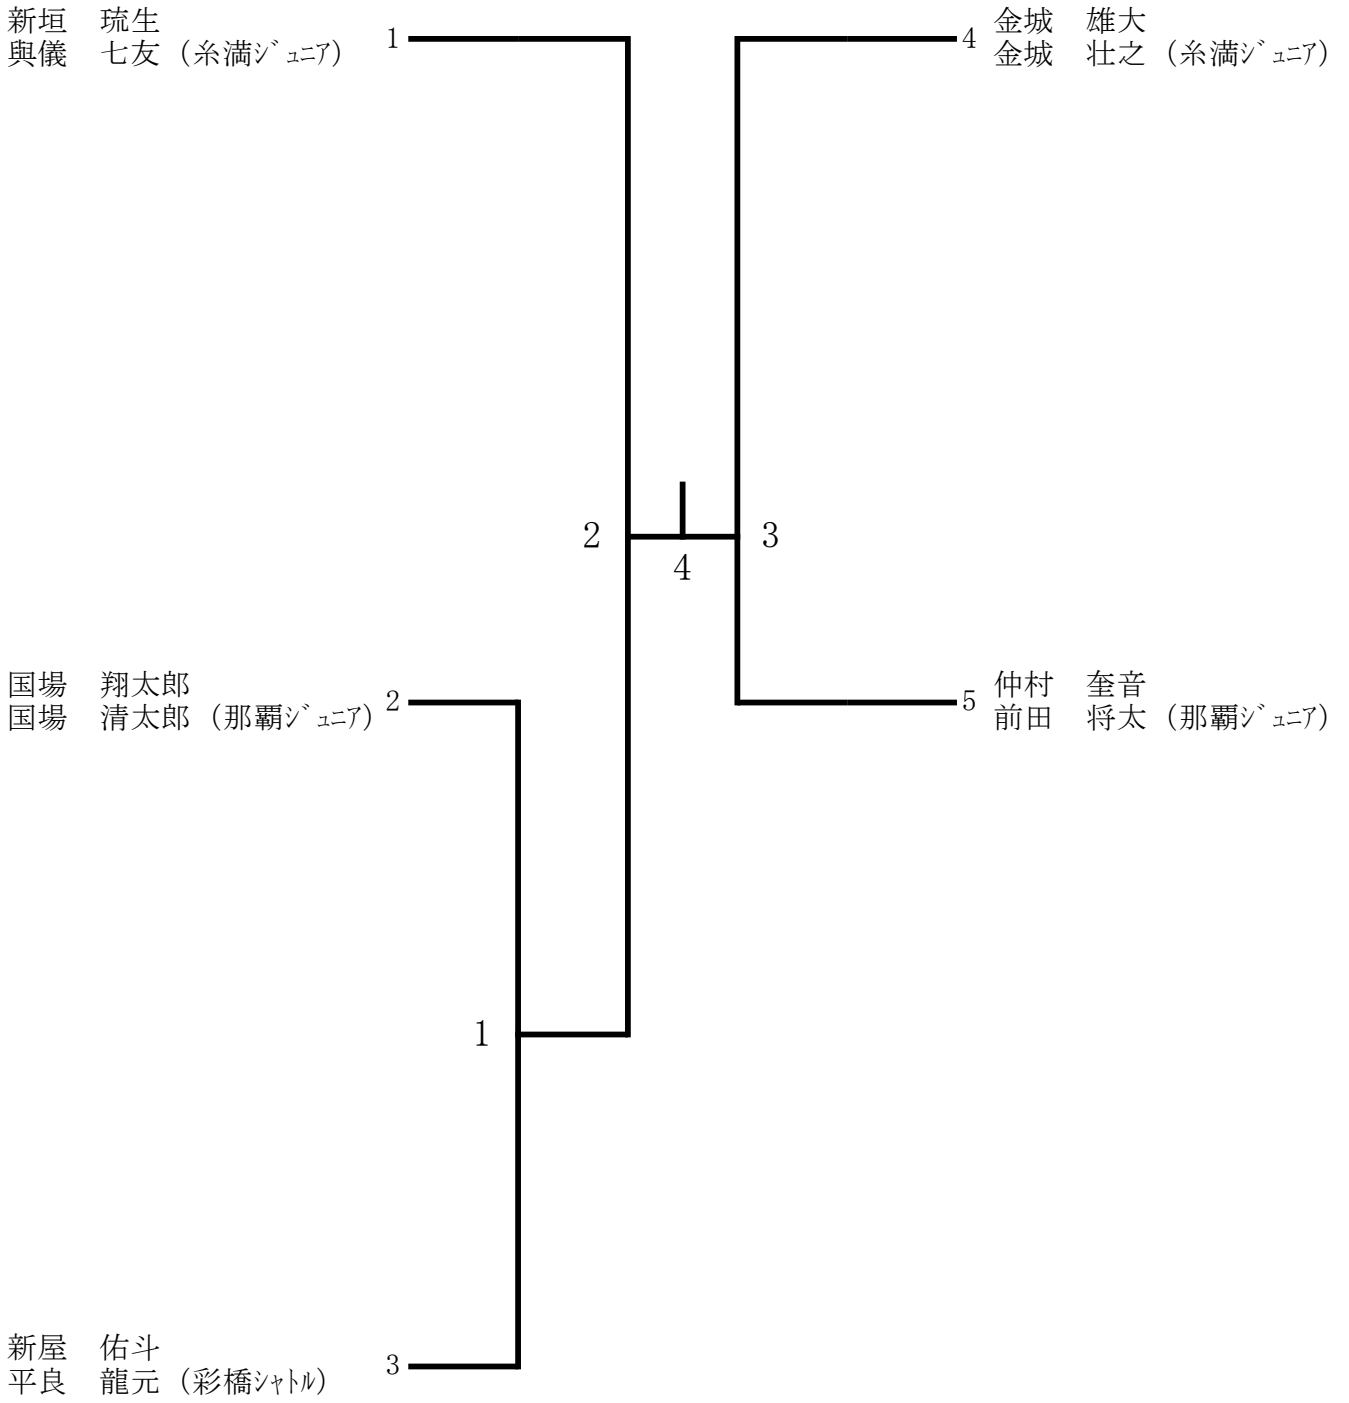 新垣　琉生
與儀　七友（糸満ｼﾞｭﾆｱ）
1
4
金城　雄大
金城　壮之（糸満ｼﾞｭﾆｱ）
2
3
4
国場　翔太郎
国場　清太郎（那覇ｼﾞｭﾆｱ）
2
5
仲村　奎音
前田　将太（那覇ｼﾞｭﾆｱ）
1
新屋　佑斗
平良　龍元（彩橋ｼｬﾄﾙ）
3